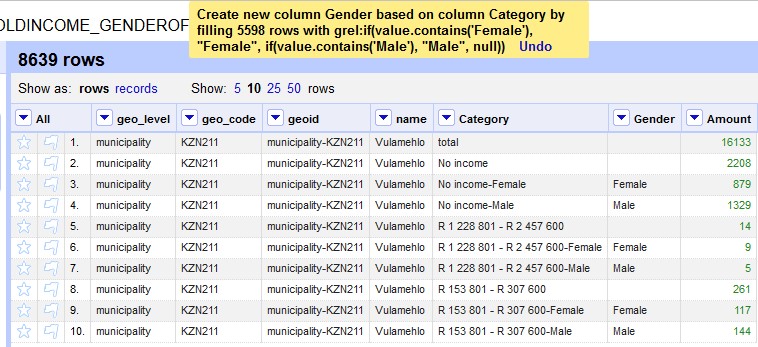 OLDINCOME_GENDEROF
Create new column Gender based on column Category by
filling 5598 rows with grel:if(value.contains('Female'),
"Female", if(value.contains('Male'), "Male", null)) Undo
8639 rows
Show as: rows records Show: 5 10 25 50 rows
All geo_level geo_code geoid name Category Gender Amount
1. municipality KZN211 municipality-KZN211 Vulamehlo total 16133
2. municipality KZN211 municipality-KZN211 Vulamehlo No income 2208
3. municipality KZN211 municipality-KZN211 Vulamehlo No income-Female Female 879
4. municipality KZN211 municipality-KZN211 Vulamehlo No income-Male Male 1329
5. municipality KZN211 municipality-KZN211 Vulamehlo R 1 228 801 - R 2 457 600 14
6. municipality KZN211 municipality-KZN211 Vulamehlo R 1 228 801 - R 2 457 600-Female Female 9
7. municipality KZN211 municipality-KZN211 Vulamehlo R 1 228 801 - R 2 457 600-Male Male 5
8. municipality KZN211 municipality-KZN211 Vulamehlo R 153 801 - R 307 600 261
9. municipality KZN211 municipality-KZN211 Vulamehlo R 153 801 - R 307 600-Female Female 117
10. municipality KZN211 municipality-KZN211 Vulamehlo R 153 801 - R 307 600-Male Male 144